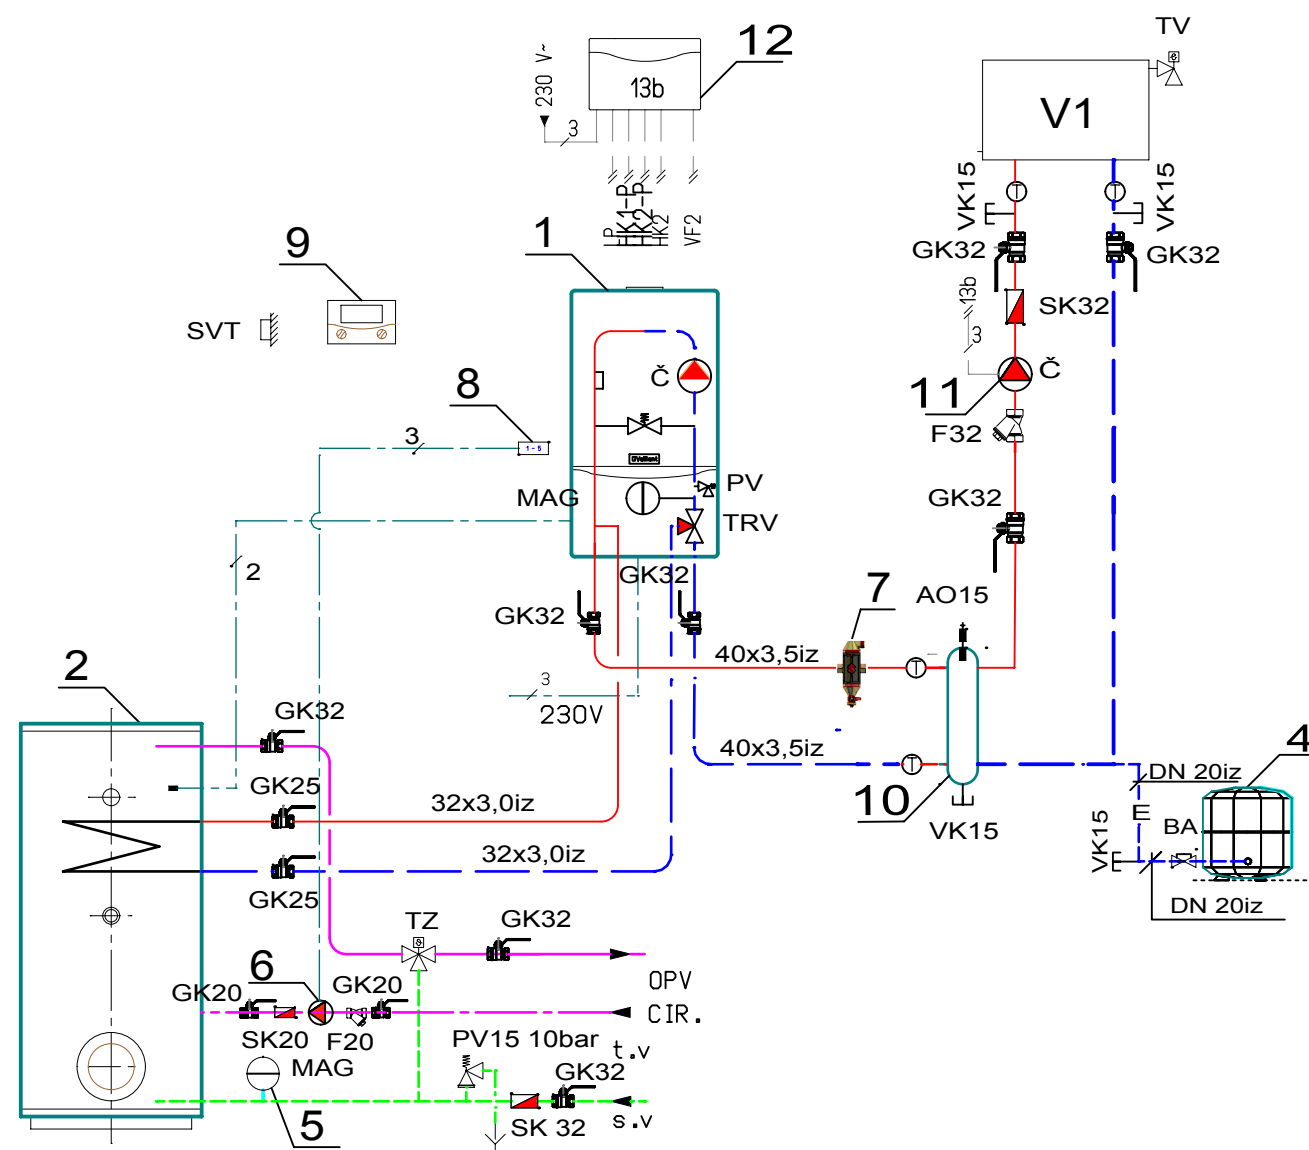 12
TV
230 V~
13b
3
V1
P
HK1-P
HK2-P
HK2
VF2
VK15
T
T
VK15
1
GK32
GK32
9
13b
SK32
SVT
3
Č
Č
11
8
F32
3
1-5
Vaillant
MAG
PV
GK32
TRV
2
GK32
GK32
7
AO15
2
40x3,5iz
T
3
230V
GK32
40x3,5iz
T
4
DN 20iz
GK25
32x3,0iz
10
E
BA
VK15
VK15
32x3,0iz
GK25
DN 20iz
TZ
GK32
6
GK20
GK20
OPV
CIR.
SK20
F20
PV15 10bar
t.v
MAG
GK32
5
SK 32
s.v